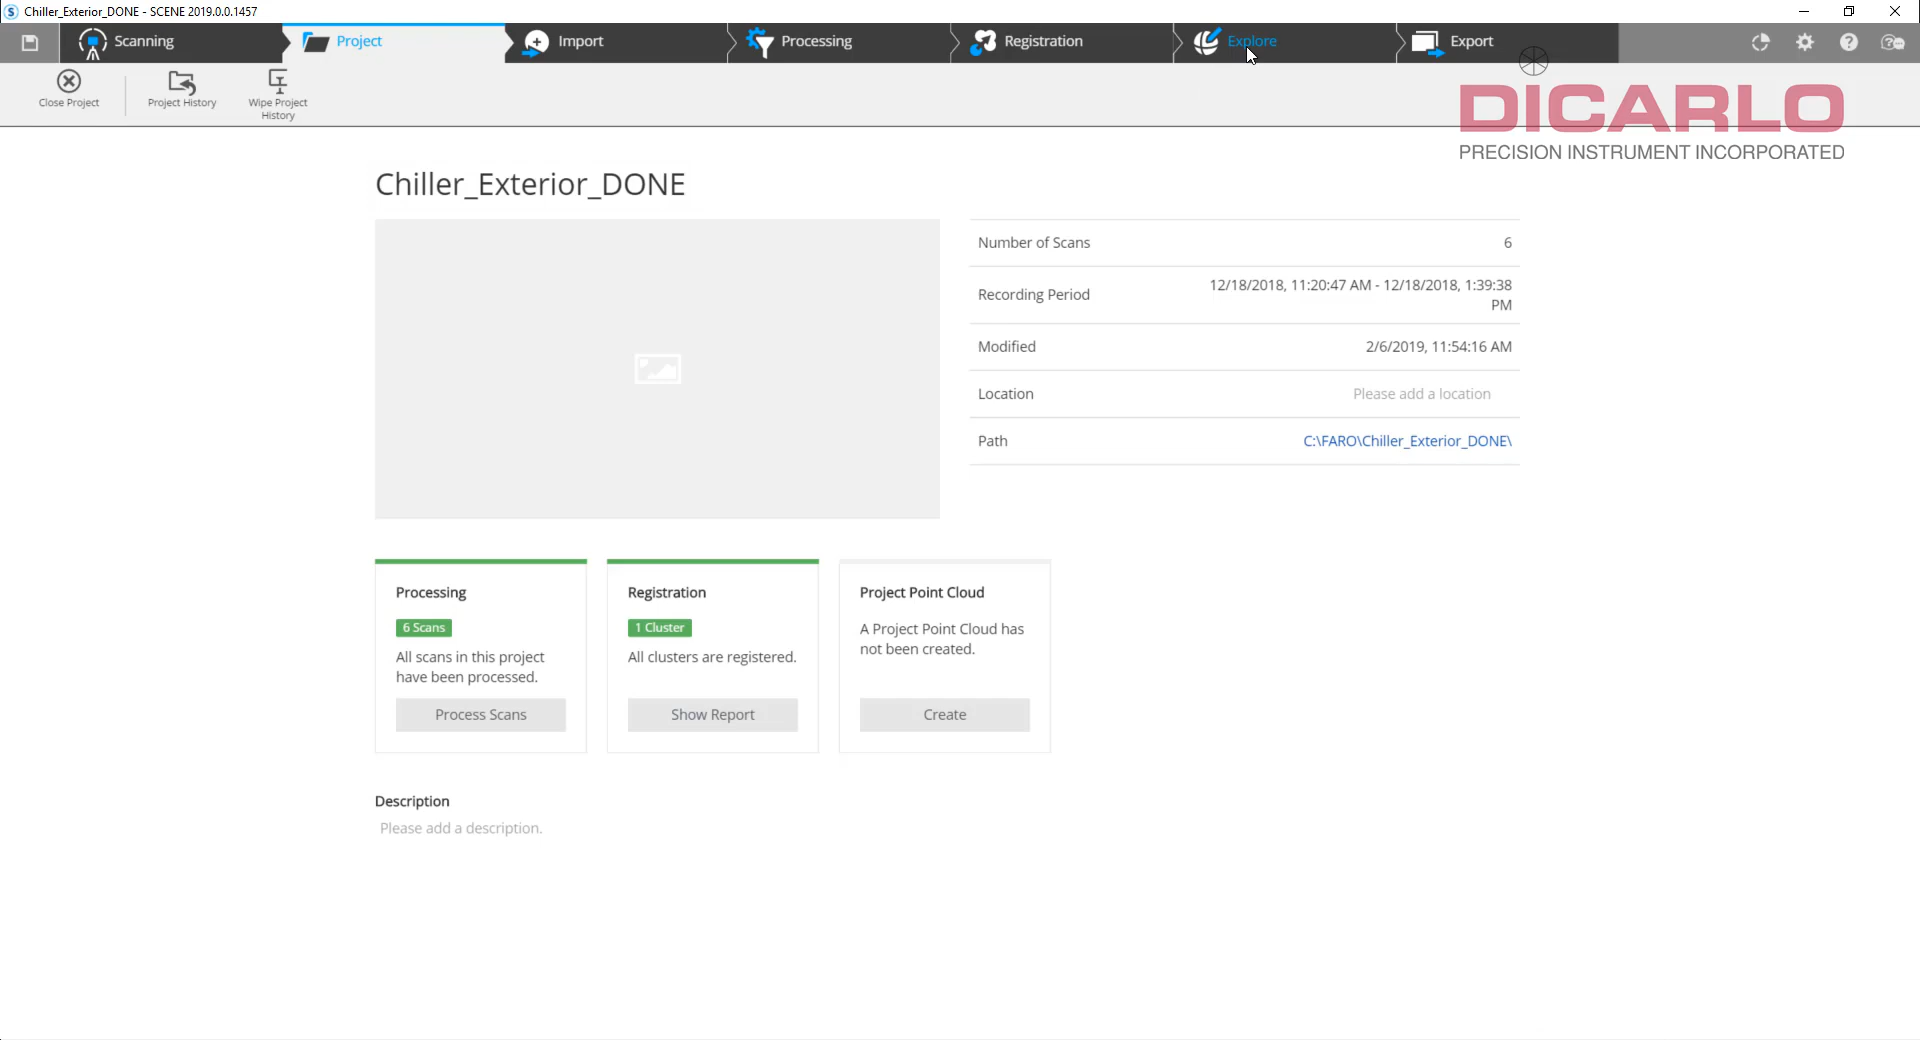 Chiller_Exterior_DONE - SCENE 2019.0.0.1457
Scanning
Project
Import
Processing
Registration
Explore
Export
Close Project
Project History
Wipe Project
History
DICARLO
PRECISION INSTRUMENT INCORPORATED
Chiller_Exterior_DONE
Number of Scans 6
Recording Period 12/18/2018, 11:20:47 AM - 12/18/2018, 1:39:38
PM
Modified 2/6/2019, 11:54:16 AM
Location Please add a location
Path C:\FARO\Chiller_Exterior_DONE\
Processing
6 Scans
All scans in this project
have been processed.
Process Scans
Registration
1 Cluster
All clusters are registered.
Show Report
Project Point Cloud
A Project Point Cloud has
not been created.
Create
Description
Please add a description.